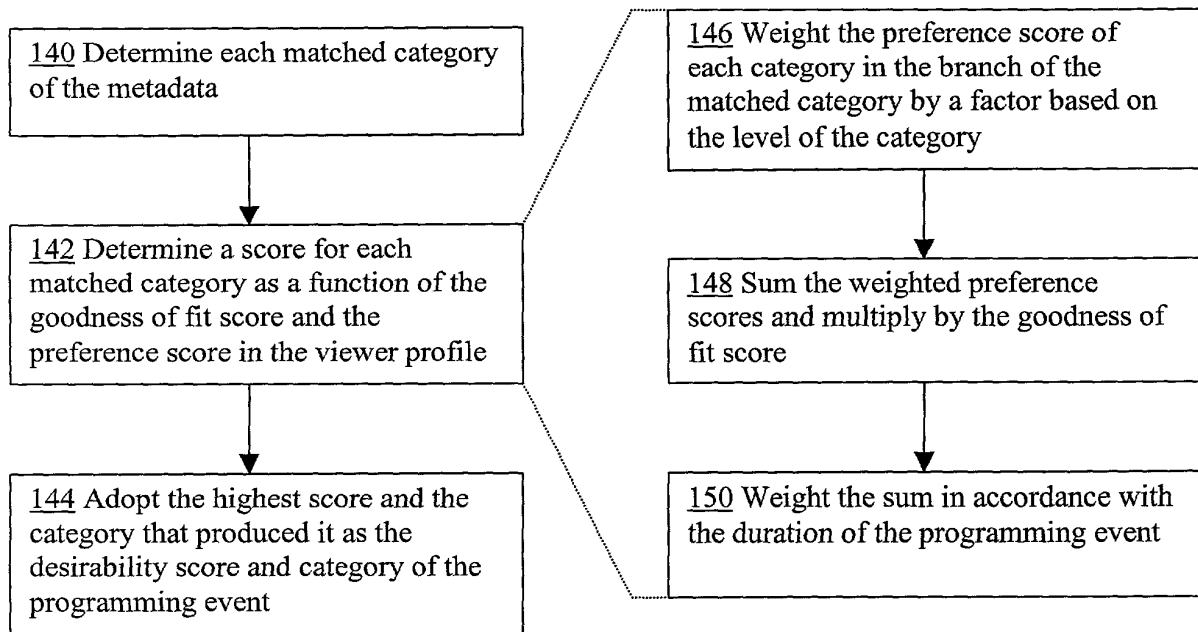 140 Determine each matched category
of the metadata
142 Determine a score for each
matched category as a function of the
goodness of fit score and the
preference score in the viewer profile
144 Adopt the highest score and the
category that produced it as the
desirability score and category of the
programming event
146 Weight the preference score of
each category in the branch of the
matched category by a factor based on
the level of the category
148 Sum the weighted preference
scores and multiply by the goodness of
fit score
150 Weight the sum in accordance with
the duration of the programming event